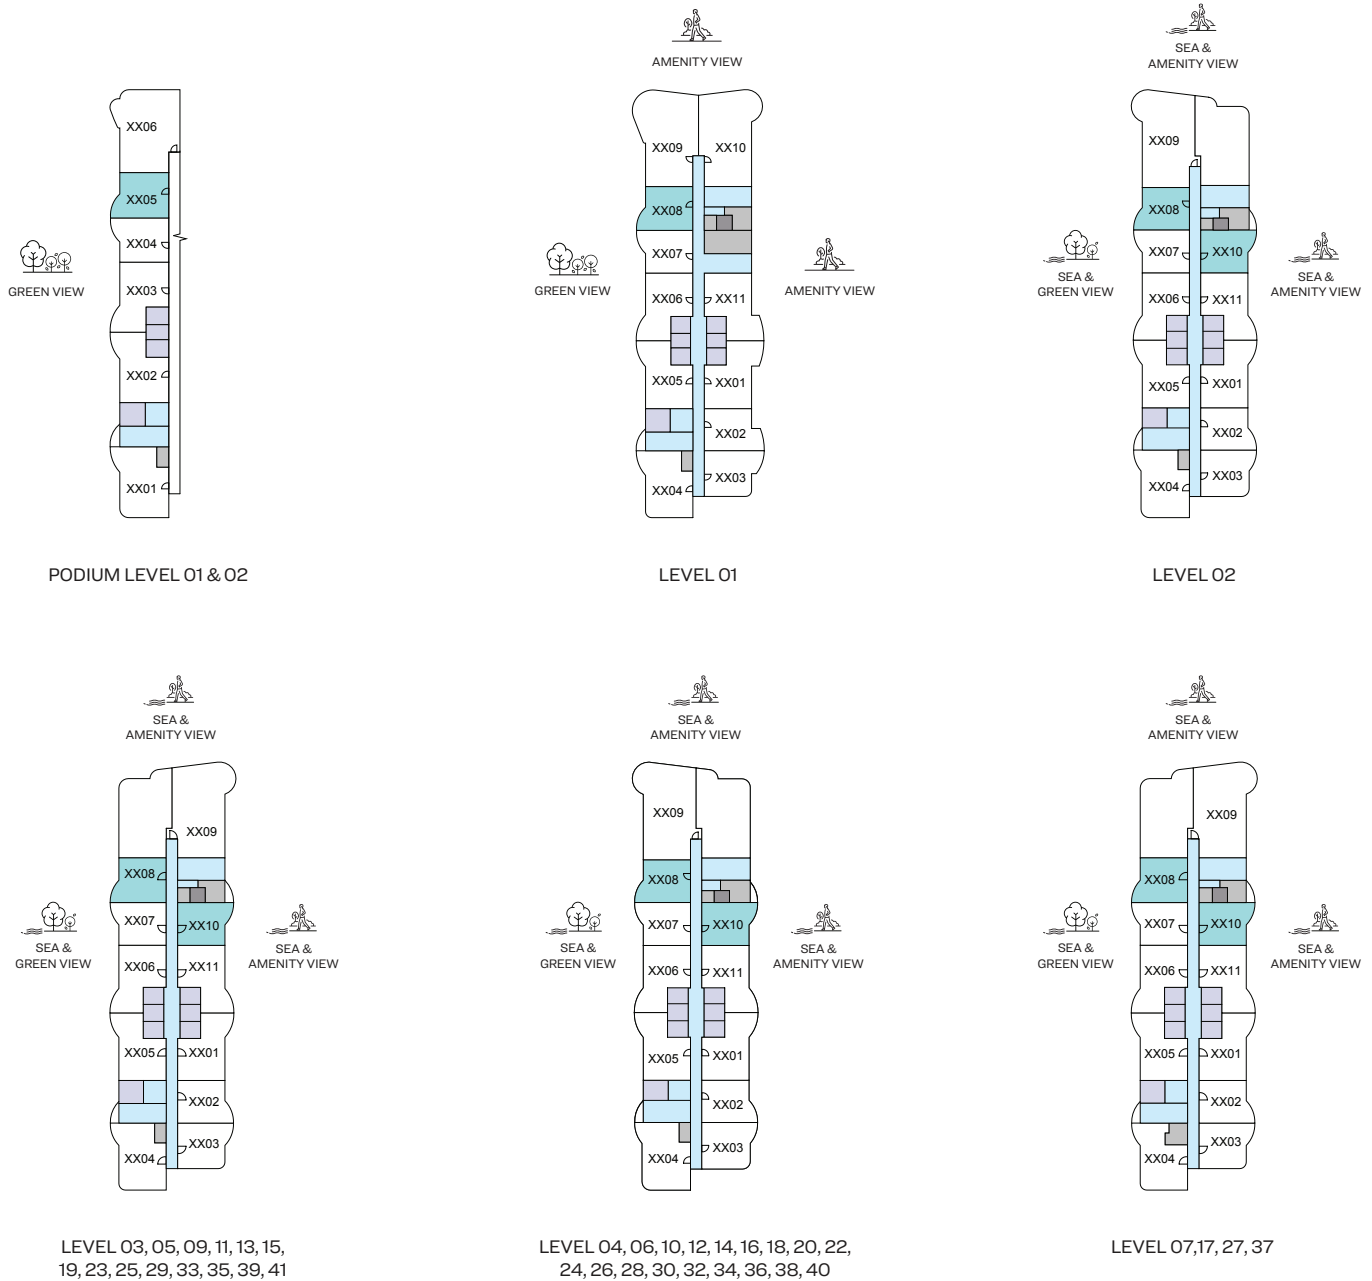 AMENITY VIEW
SEA &
AMENITY VIEW
XX06
XX05
XX04
XX03
XX02
XX01
GREEN VIEW
PODIUM LEVEL 01 & 02
XX09
XX10
XX08
XX07
XX06
XX11
XX05
XX01
XX02
XX04
XX03
GREEN VIEW
AMENITY VIEW
LEVEL 01
XX09
XX08
XX07
XX10
XX06
XX11
XX05
XX01
XX02
XX04
XX03
SEA &
GREEN VIEW
SEA &
AMENITY VIEW
LEVEL 02
SEA &
AMENITY VIEW
XX09
XX08
XX07
XX10
XX06
XX11
XX05
XX01
XX02
XX04
XX03
SEA &
GREEN VIEW
SEA &
AMENITY VIEW
LEVEL 03, 05, 09, 11, 13, 15,
19, 23, 25, 29, 33, 35, 39, 41
SEA &
AMENITY VIEW
XX09
XX08
XX07
XX10
XX06
XX11
XX05
XX01
XX02
XX04
XX03
SEA &
GREEN VIEW
SEA &
AMENITY VIEW
LEVEL 04, 06, 10, 12, 14, 16, 18, 20, 22,
24, 26, 28, 30, 32, 34, 36, 38, 40
SEA &
AMENITY VIEW
XX09
XX08
XX07
XX10
XX06
XX11
XX05
XX01
XX02
XX04
XX03
SEA &
GREEN VIEW
SEA &
AMENITY VIEW
LEVEL 07,17, 27, 37